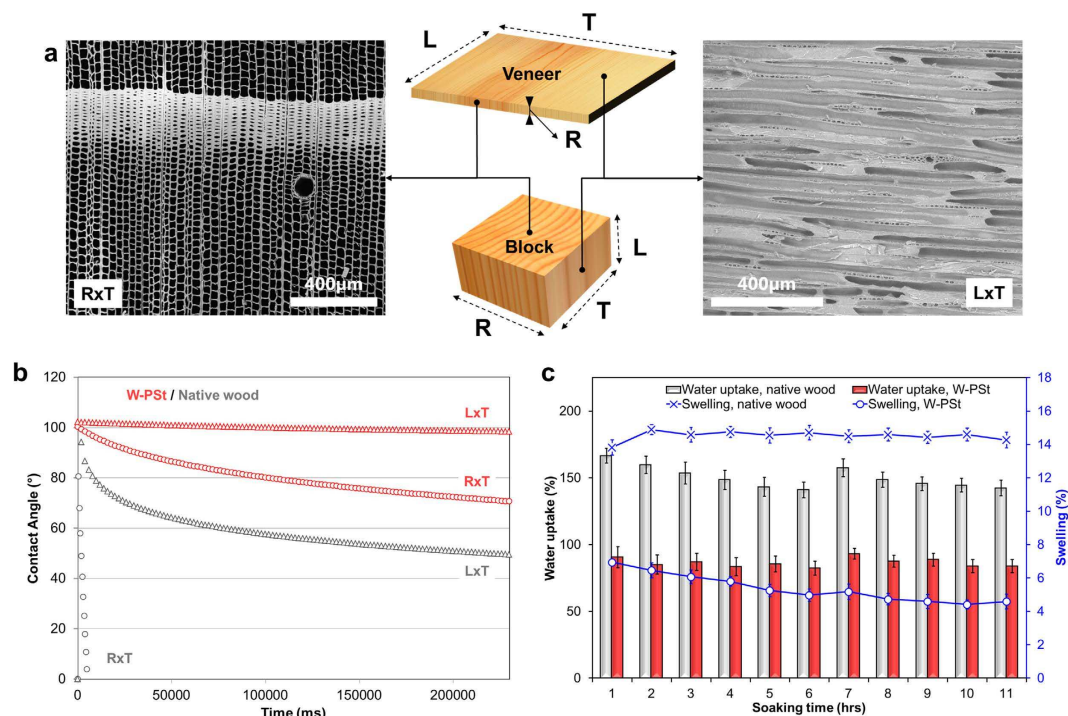 a
RxT
400µm
L
T
Veneer
R
Block
L
T
R
400µm
LxT
b
120
100
80
60
40
20
0
Contact Angle (°)
W-PSt / Native wood
LxT
RxT
LxT
RxT
0
50000
100000
150000
200000
Time (ms)
c
Water uptake, native wood
Water uptake, W-PSt
Swelling, native wood
Swelling, W-PSt
200
150
100
50
0
Water uptake (%)
18
16
14
12
10
8
6
4
2
0
Swelling (%)
1 2 3 4 5 6 7 8 9 10 11
Soaking time (hrs)